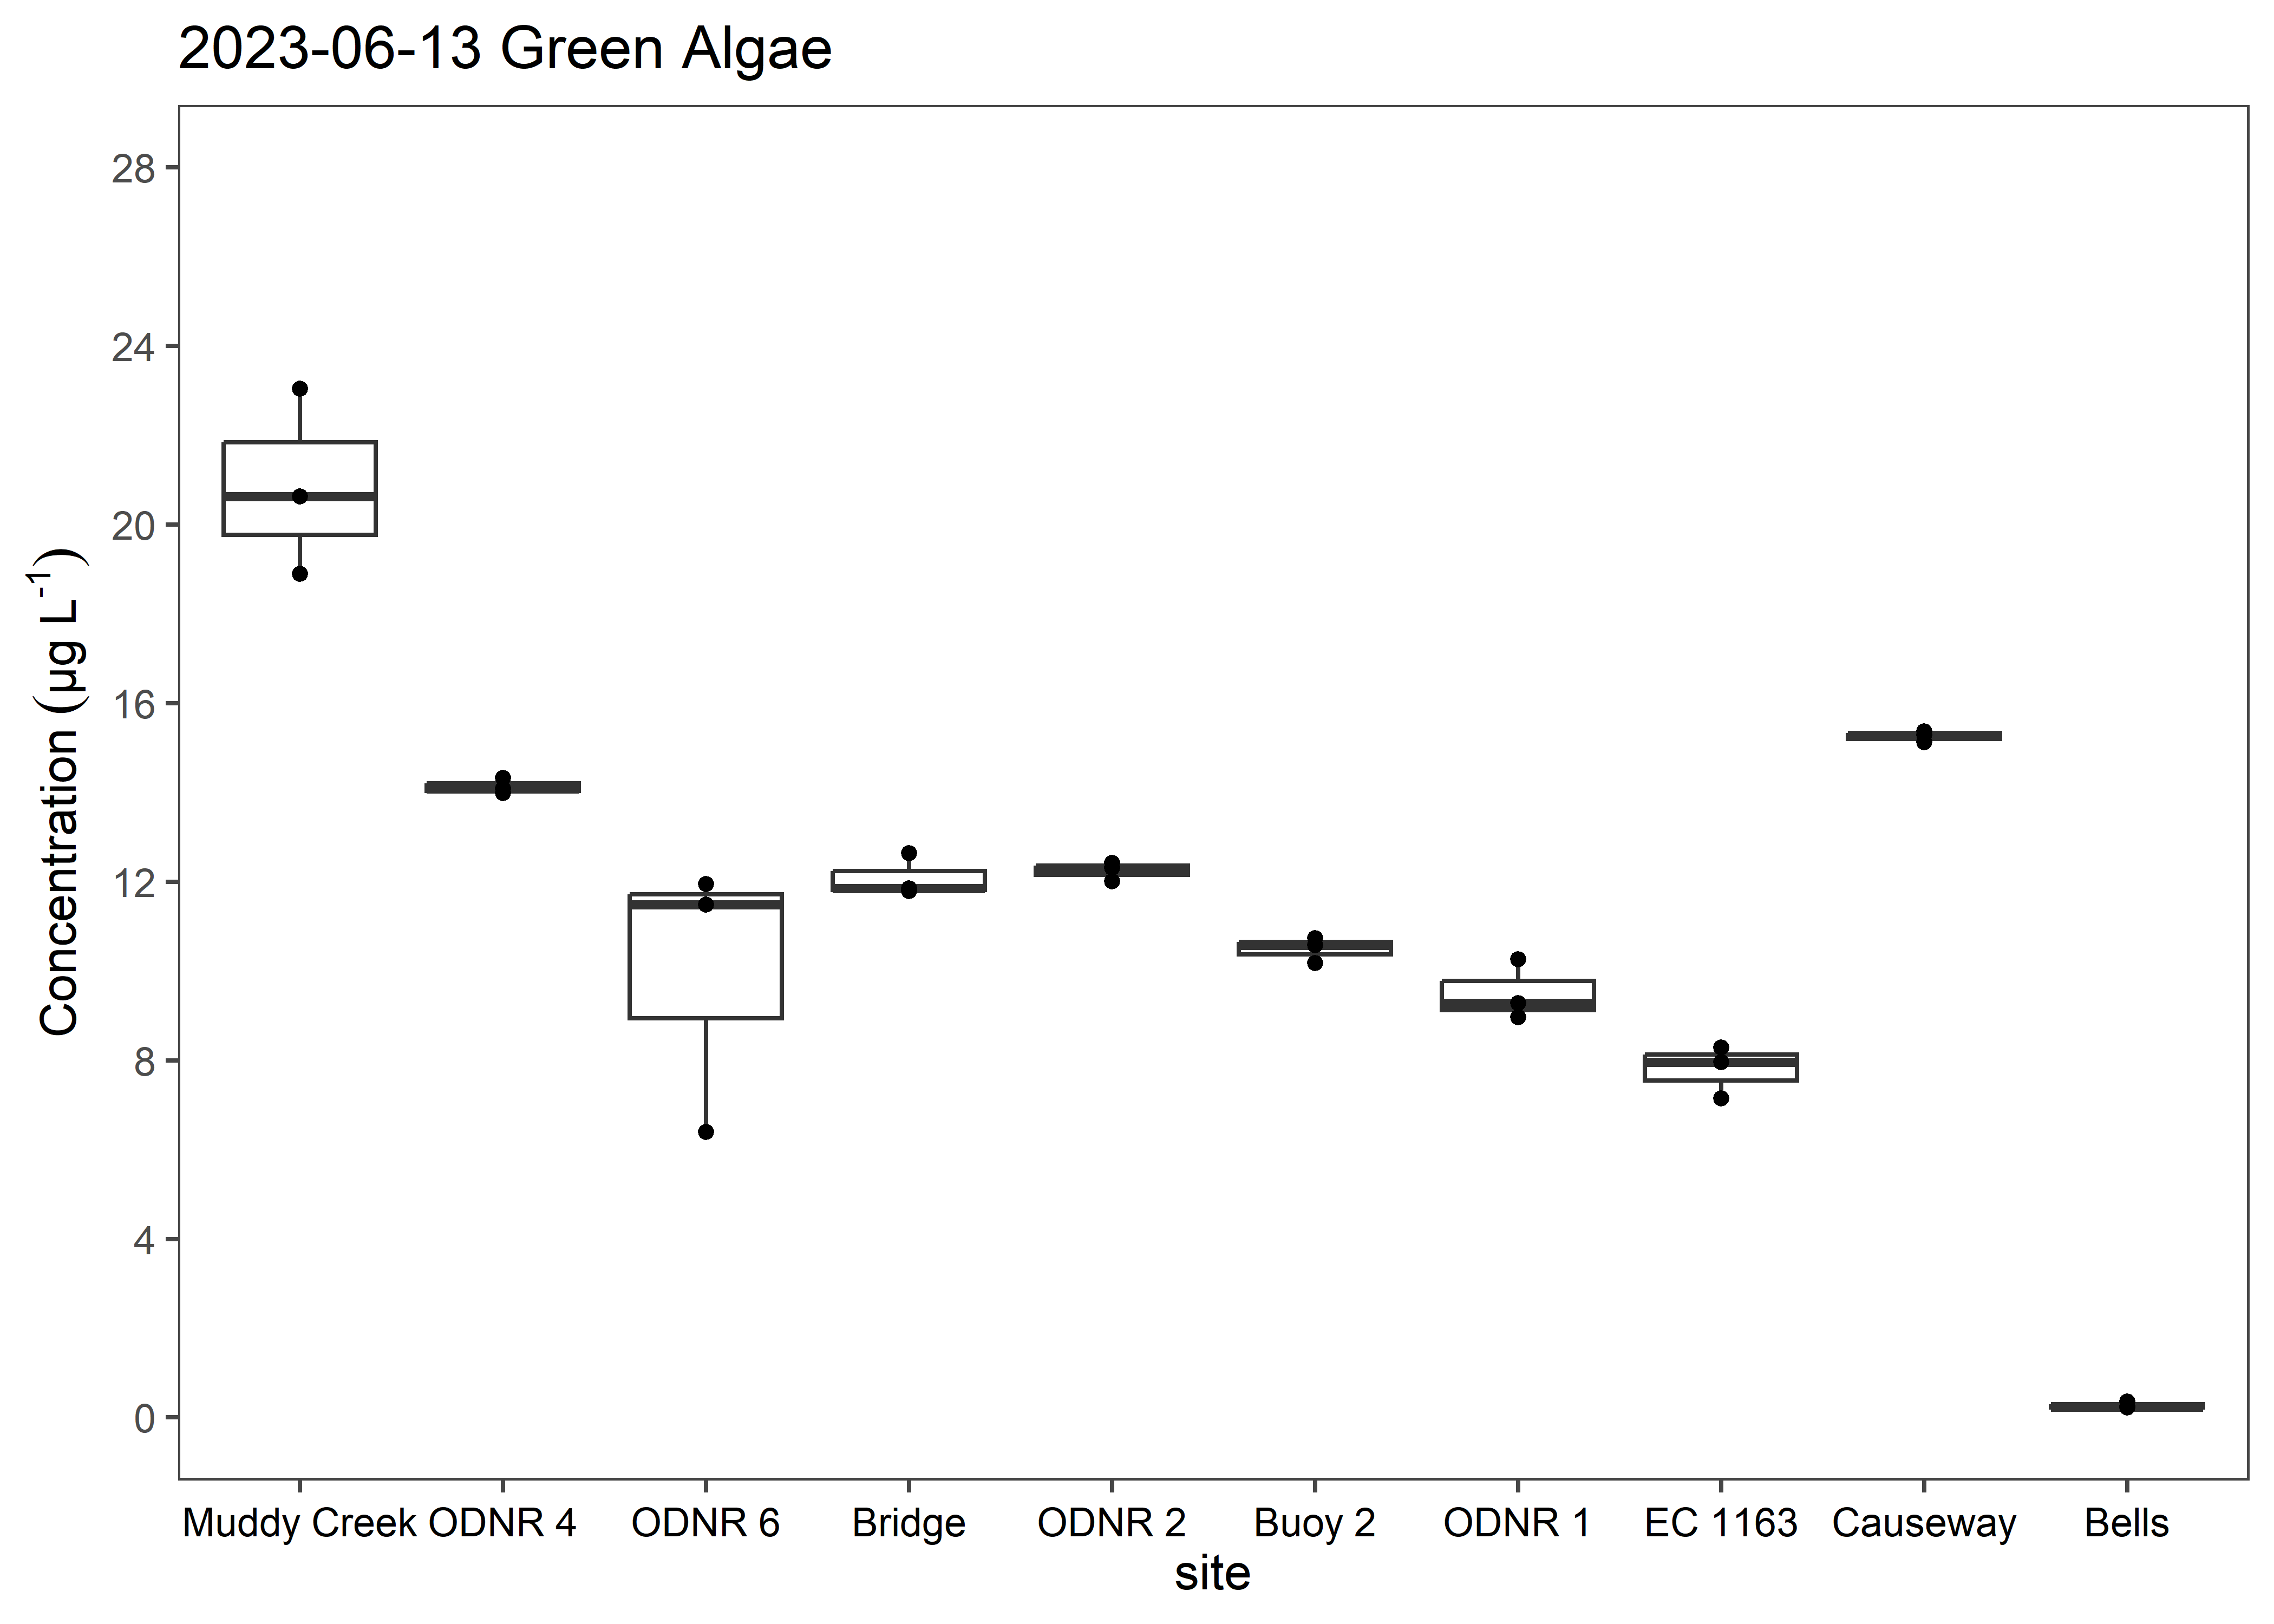 2023-06-13 Green Algae
Concentration (µg L⁻¹)
28
24
20
16
12
8
4
0
Muddy Creek ODNR 4 ODNR 6 Bridge ODNR 2 Buoy 2 ODNR 1 EC 1163 Causeway Bells
site